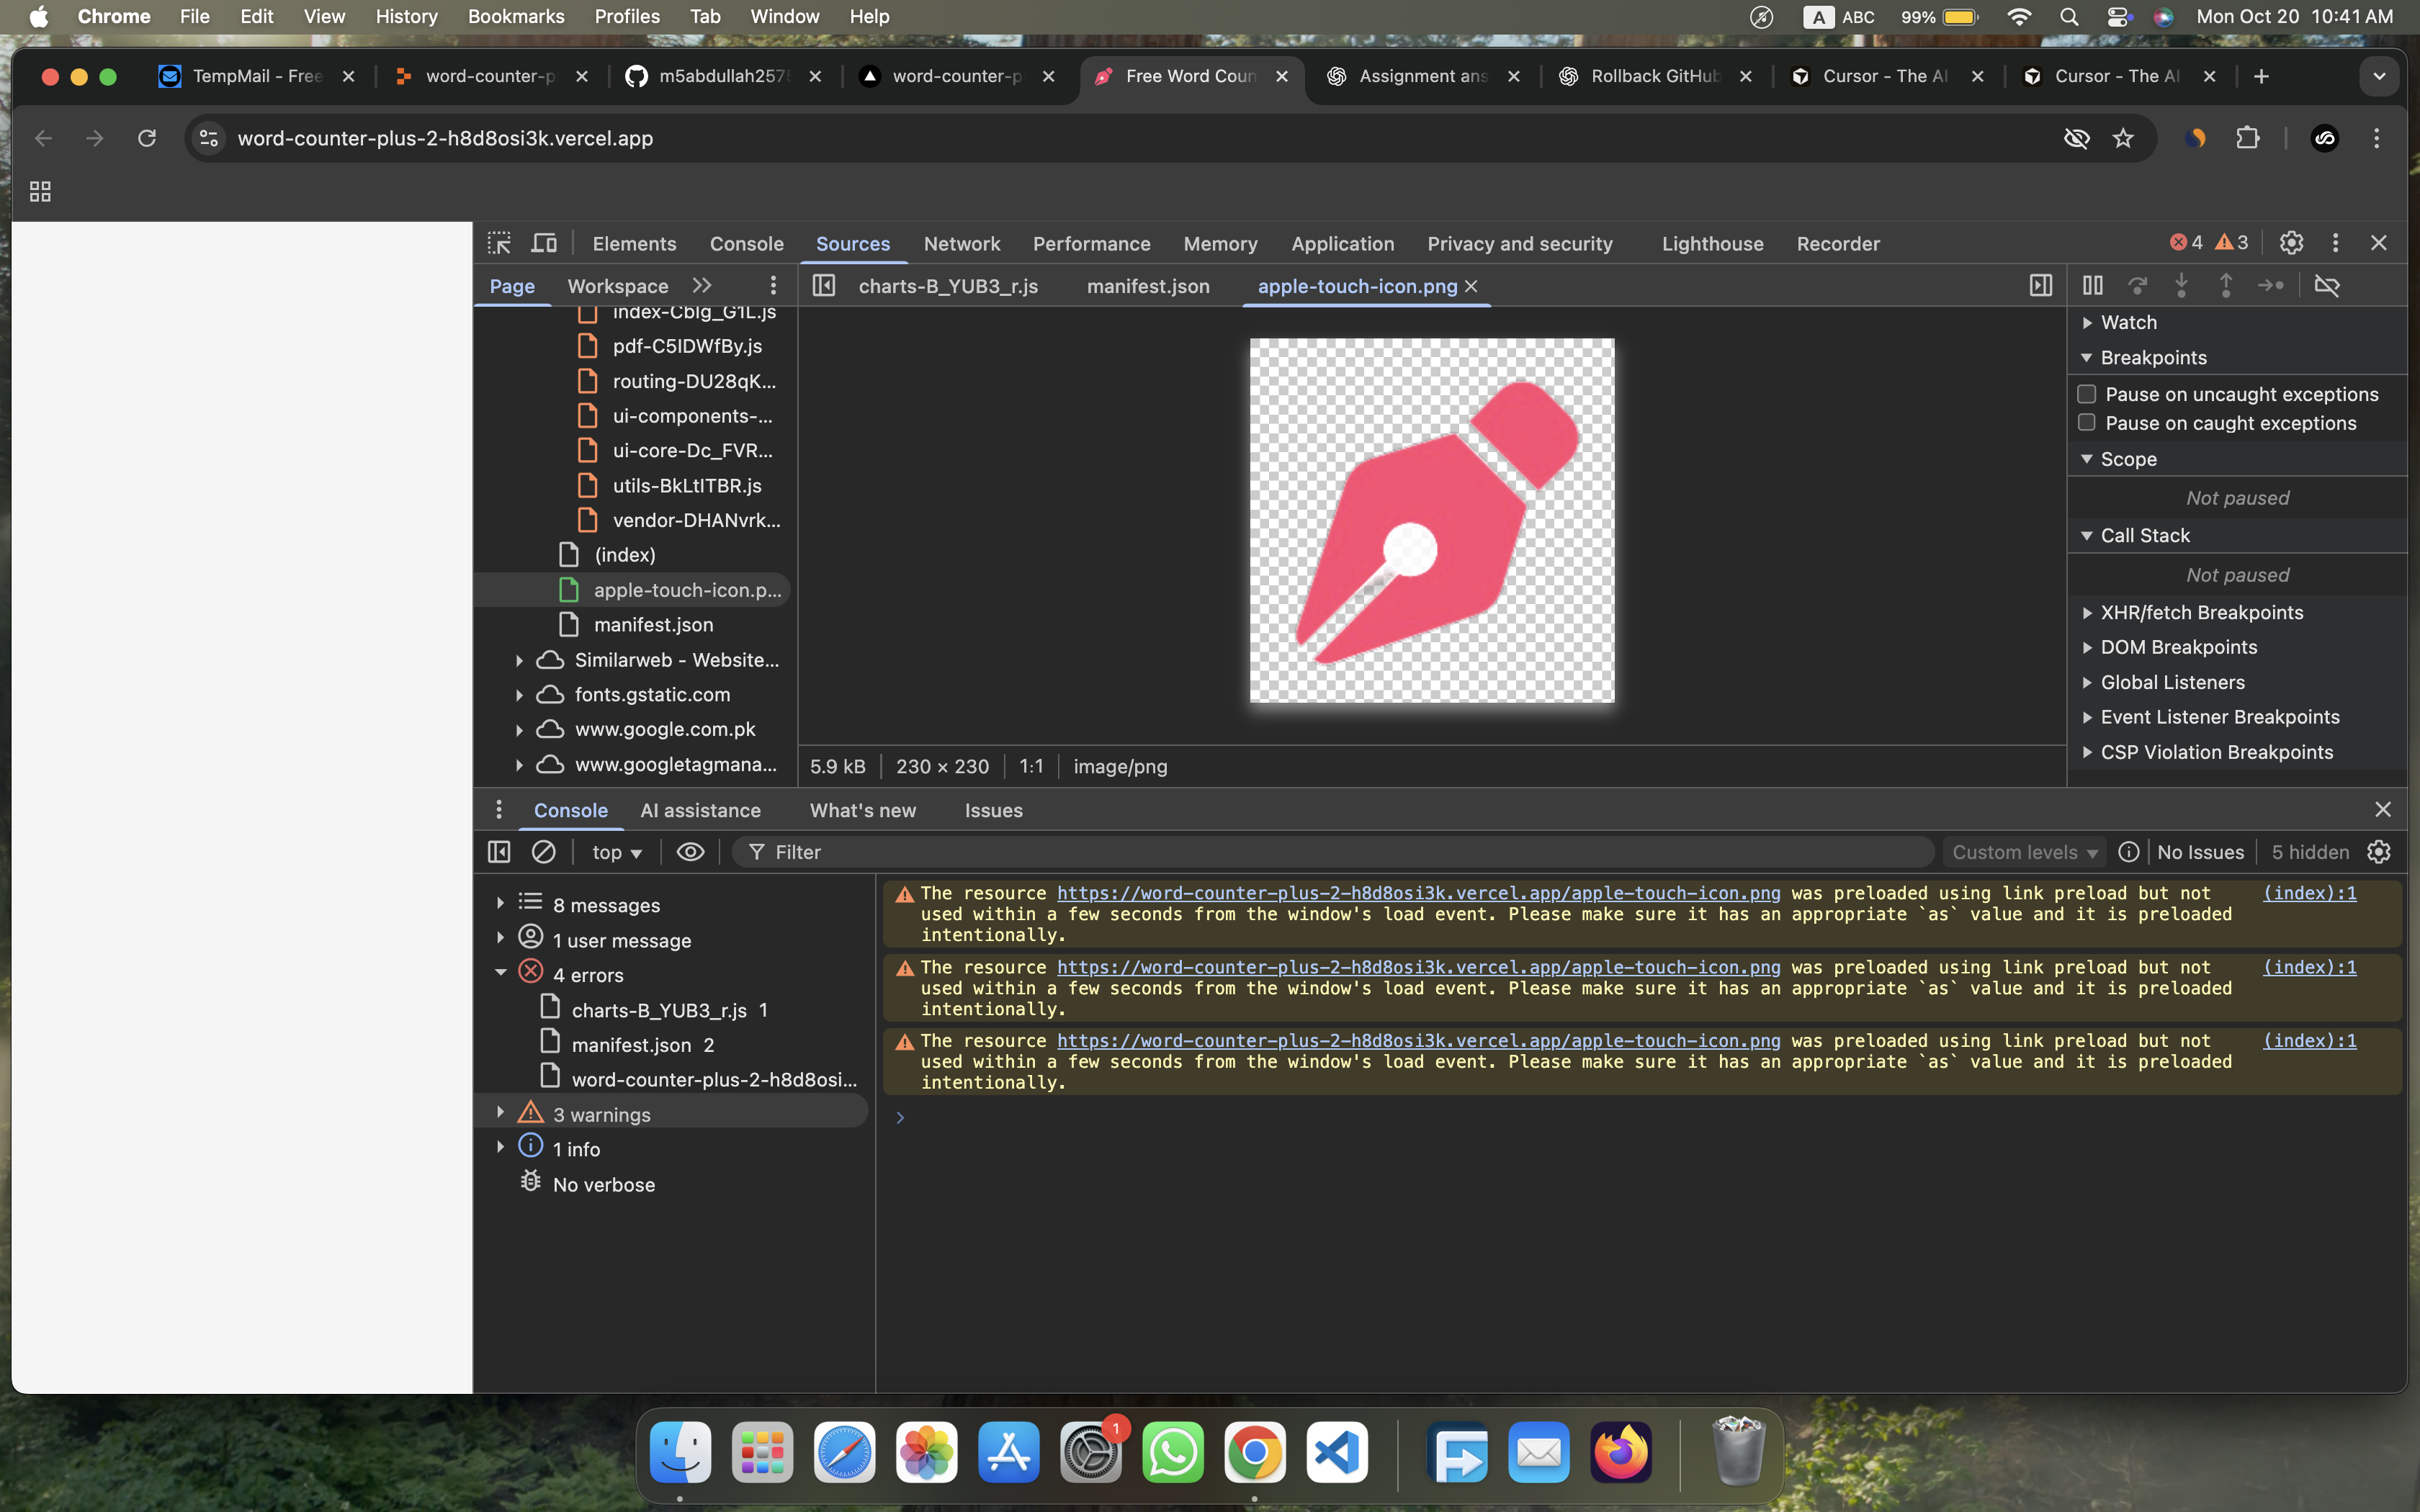 Chrome File Edit View History Bookmarks Profiles Tab Window Help A ABC 99% Mon Oct 20 10:41 AM
TempMail - Free word-counter-p m5abdullah2575 word-counter-p Free Word Coun Assignment ans Rollback GitHub Cursor - The AI Cursor - The AI
word-counter-plus-2-h8d8osi3k.vercel.app
Elements Console Sources Network Performance Memory Application Privacy and security Lighthouse Recorder 4 3
Page Workspace charts-B_YUB3_r.js manifest.json apple-touch-icon.png
pdf-C5IDWfBy.js
routing-DU28qK...
ui-components-...
ui-core-Dc_FVR...
utils-BkLtITBR.js
vendor-DHANvrk...
(index)
apple-touch-icon.p...
manifest.json
Similarweb - Website...
fonts.gstatic.com
www.google.com.pk
www.googletagmana...
5.9 kB 230 × 230 1:1 image/png
Watch
Breakpoints
Pause on uncaught exceptions
Pause on caught exceptions
Scope
Not paused
Call Stack
Not paused
XHR/fetch Breakpoints
DOM Breakpoints
Global Listeners
Event Listener Breakpoints
CSP Violation Breakpoints
Console AI assistance What's new Issues
top Filter Custom levels No Issues 5 hidden
8 messages
1 user message
4 errors
charts-B_YUB3_r.js 1
manifest.json 2
word-counter-plus-2-h8d8osi...
3 warnings
1 info
No verbose
The resource https://word-counter-plus-2-h8d8osi3k.vercel.app/apple-touch-icon.png was preloaded using link preload but not (index):1
used within a few seconds from the window's load event. Please make sure it has an appropriate `as` value and it is preloaded
intentionally.
The resource https://word-counter-plus-2-h8d8osi3k.vercel.app/apple-touch-icon.png was preloaded using link preload but not (index):1
used within a few seconds from the window's load event. Please make sure it has an appropriate `as` value and it is preloaded
intentionally.
The resource https://word-counter-plus-2-h8d8osi3k.vercel.app/apple-touch-icon.png was preloaded using link preload but not (index):1
used within a few seconds from the window's load event. Please make sure it has an appropriate `as` value and it is preloaded
intentionally.
1